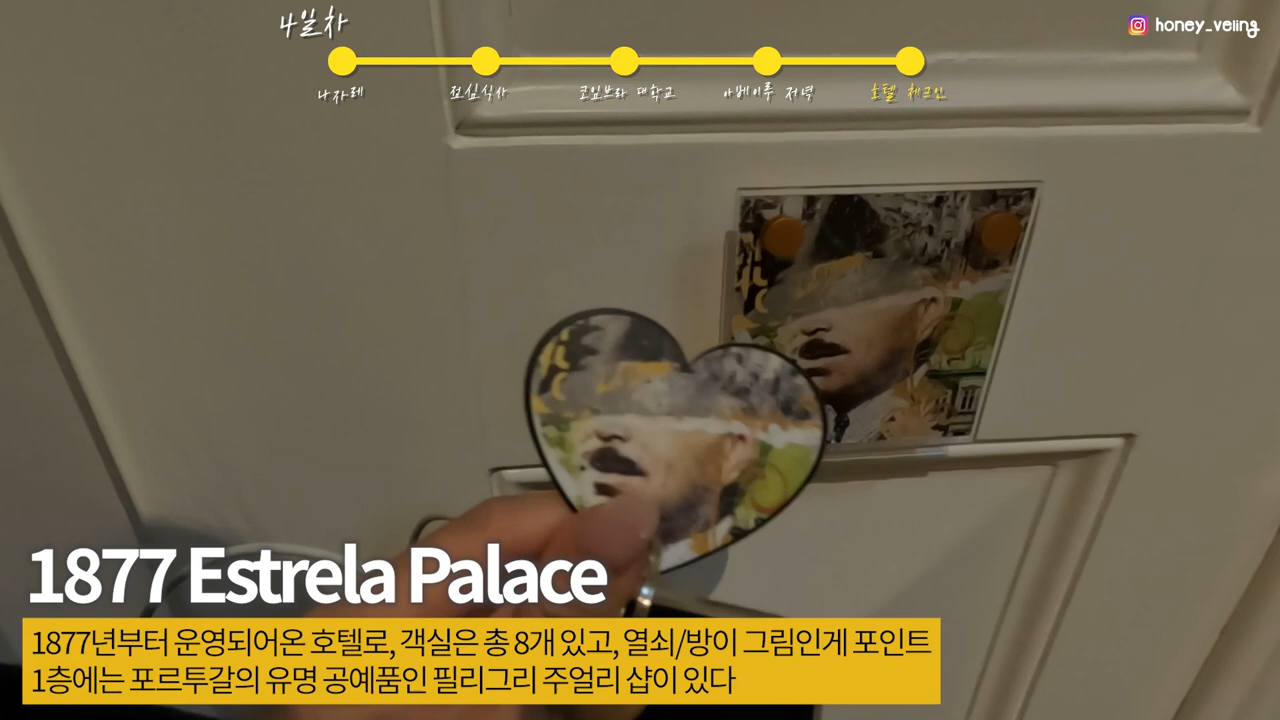 4일차
honey_veling
나자레
점심식사
코임브라 대학교
아베이루 저녁
호텔 체크인
1877 Estrela Palace
1877년부터 운영되어온 호텔로, 객실은 총 8개 있고, 열쇠/방이 그림인게 포인트
1층에는 포르투갈의 유명 공예품인 필리그리 주얼리 샵이 있다